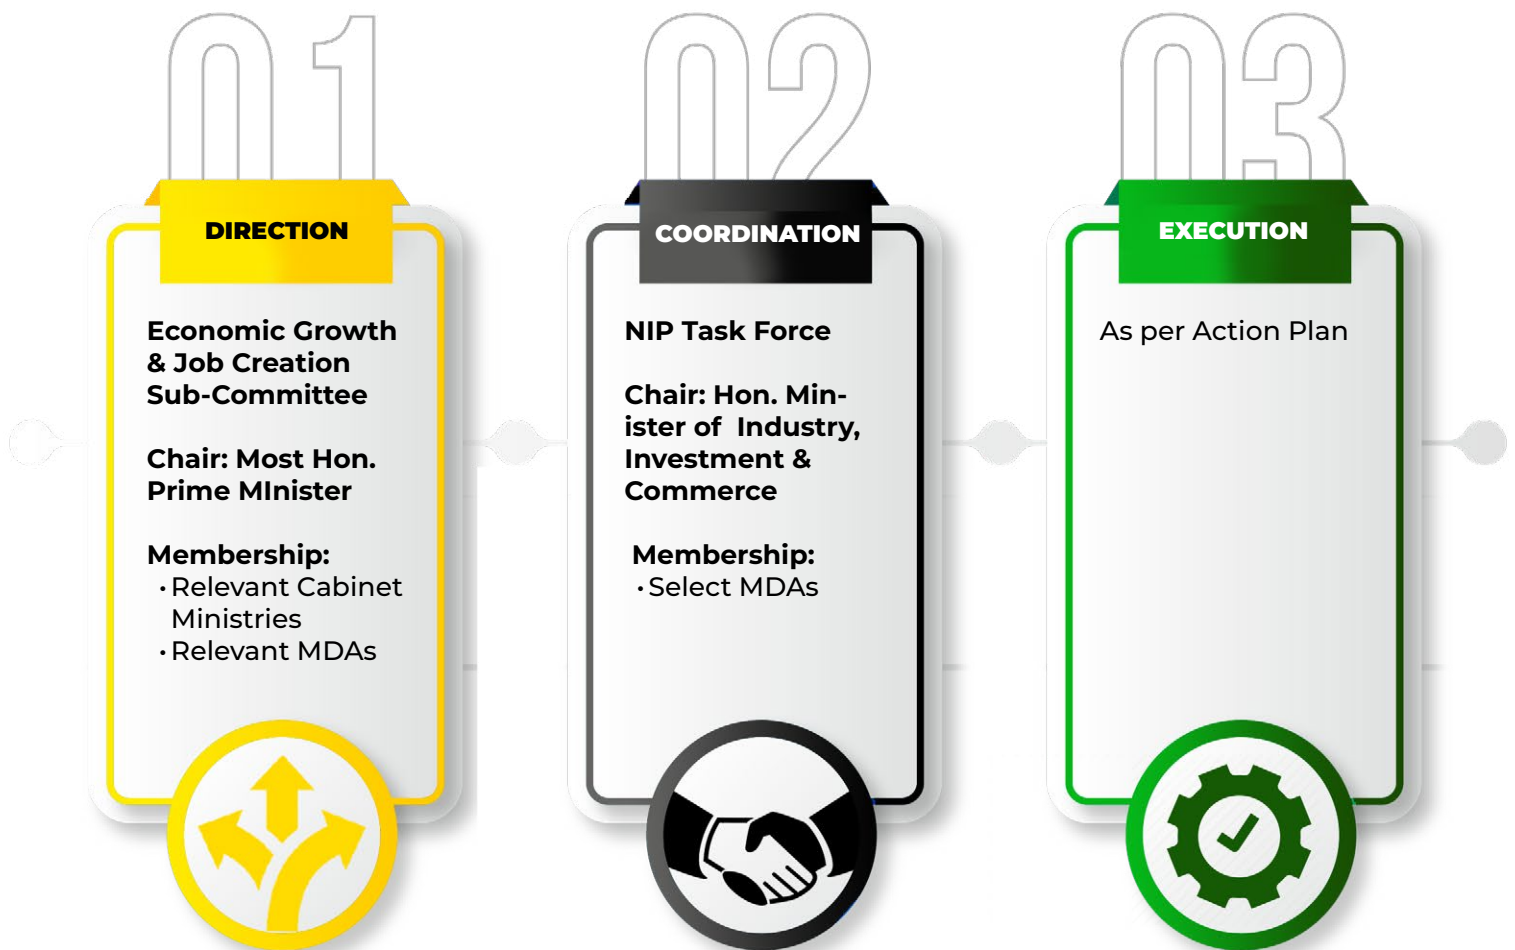 01
DIRECTION
Economic Growth
& Job Creation
Sub-Committee
Chair: Most Hon.
Prime MInister
Membership:
• Relevant Cabinet
Ministries
• Relevant MDAs
02
COORDINATION
NIP Task Force
Chair: Hon. Min-
ister of Industry,
Investment &
Commerce
Membership:
• Select MDAs
03
EXECUTION
As per Action Plan